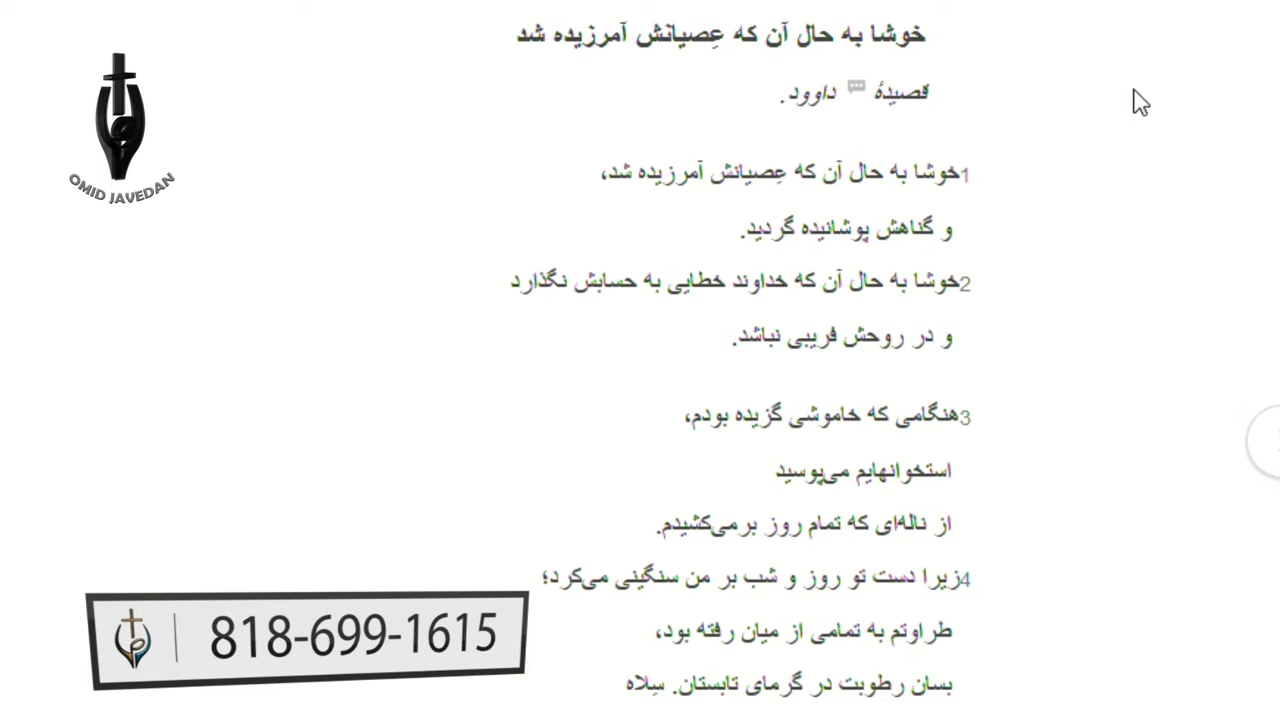 خوشا به حال آن که عِصیانش آمرزیده شد
قصیدهٔ داوود.
OMID JAVEDAN
1خوشا به حال آن که عِصیانش آمرزیده شد،
و گناهش پوشانیده گردید.
2خوشا به حال آن که خداوند خطایی به حسابش نگذارد
و در روحش فریبی نباشد.
3هنگامی که خاموشی گزیده بودم،
استخوانهایم می‌پوسید
از ناله‌ای که تمام روز برمی‌کشیدم.
4زیرا دست تو روز و شب بر من سنگینی می‌کرد؛
طراوتم به تمامی از میان رفته بود،
بسان رطوبت در گرمای تابستان. سِلاه
818-699-1615